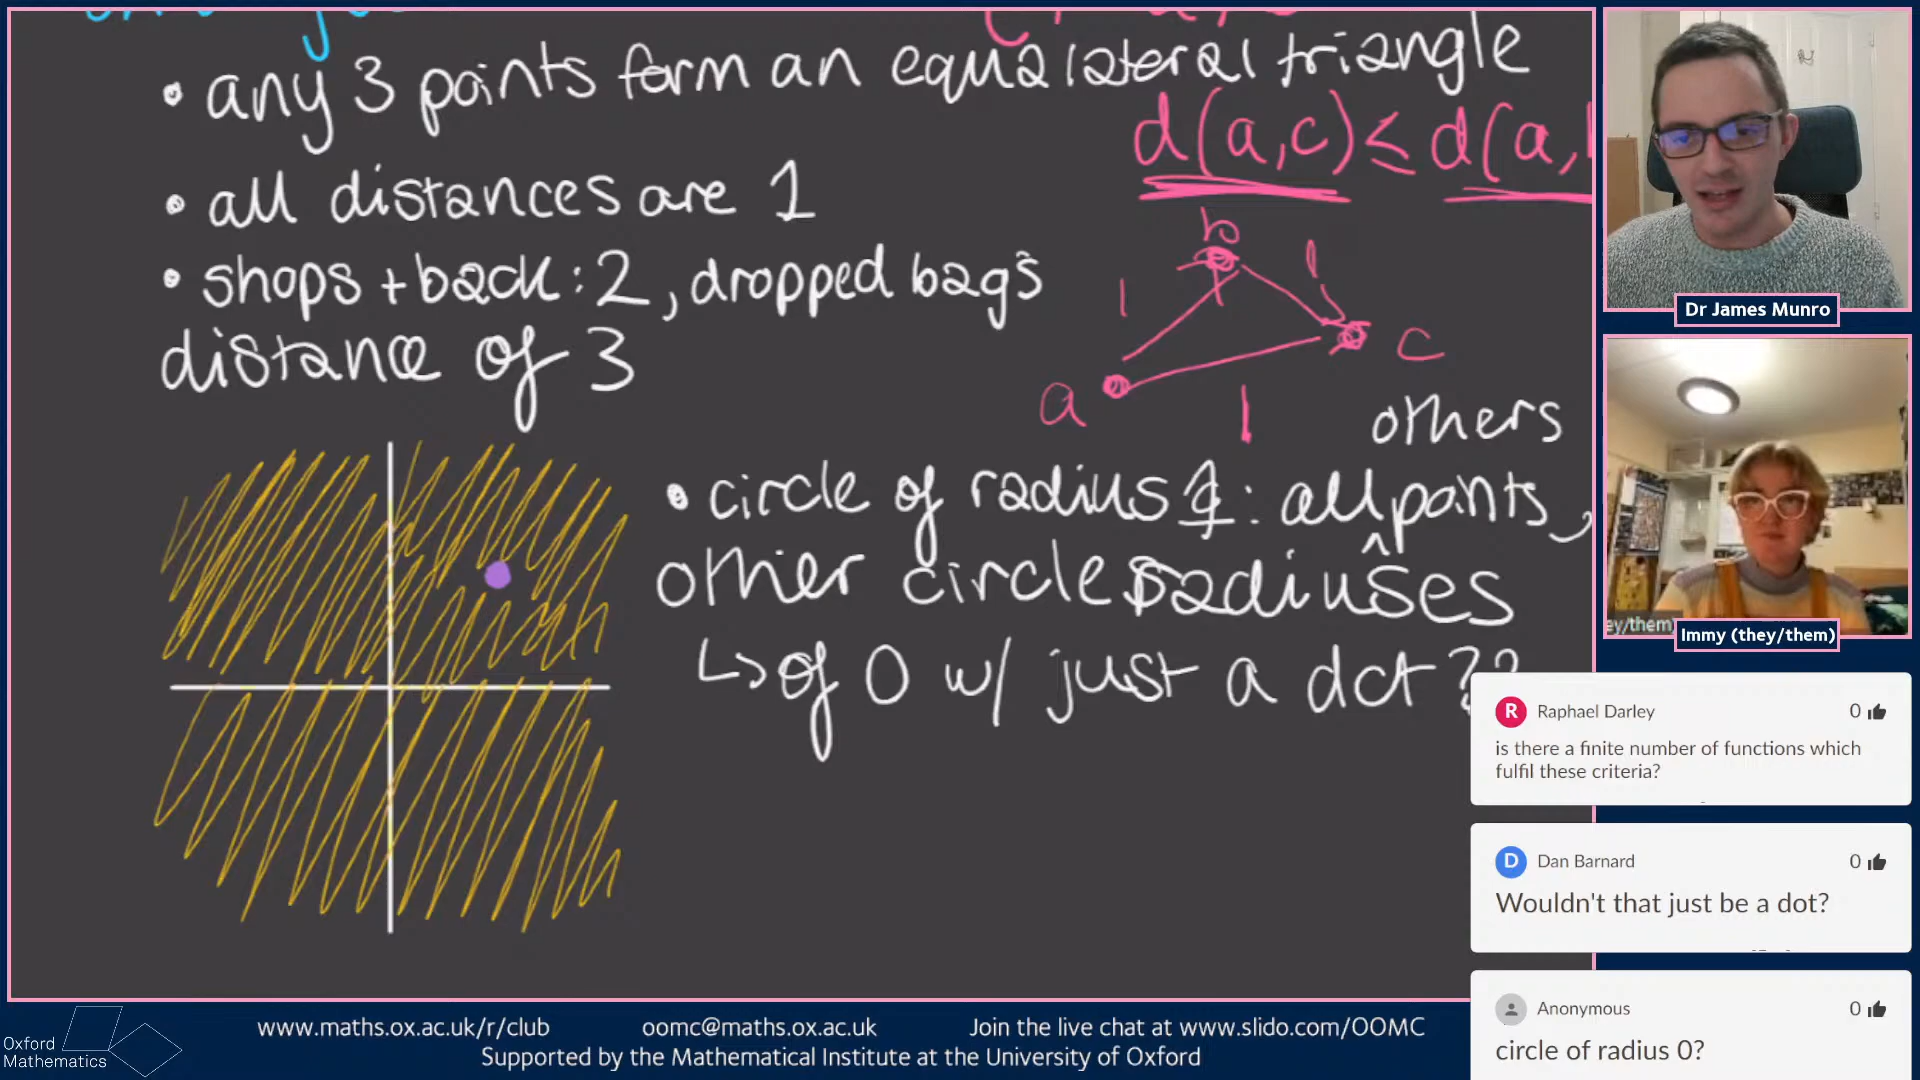 • any 3 points form an equalateral triangle
d(a,c) ≤ d(a,
• all distances are 1
• shops + back : 2, dropped bags
distance of 3
b
1
1
a
1
c
others
• circle of radius 1 : all points,
other circle radiuses
↳ of 0 w/ just a dot ??
Dr James Munro
ey/them)
Immy (they/them)
R
Raphael Darley
0
is there a finite number of functions which
fulfil these criteria?
D
Dan Barnard
0
Wouldn't that just be a dot?
Anonymous
0
circle of radius 0?
Oxford
Mathematics
www.maths.ox.ac.uk/r/club oomc@maths.ox.ac.uk Join the live chat at www.slido.com/OOMC
Supported by the Mathematical Institute at the University of Oxford